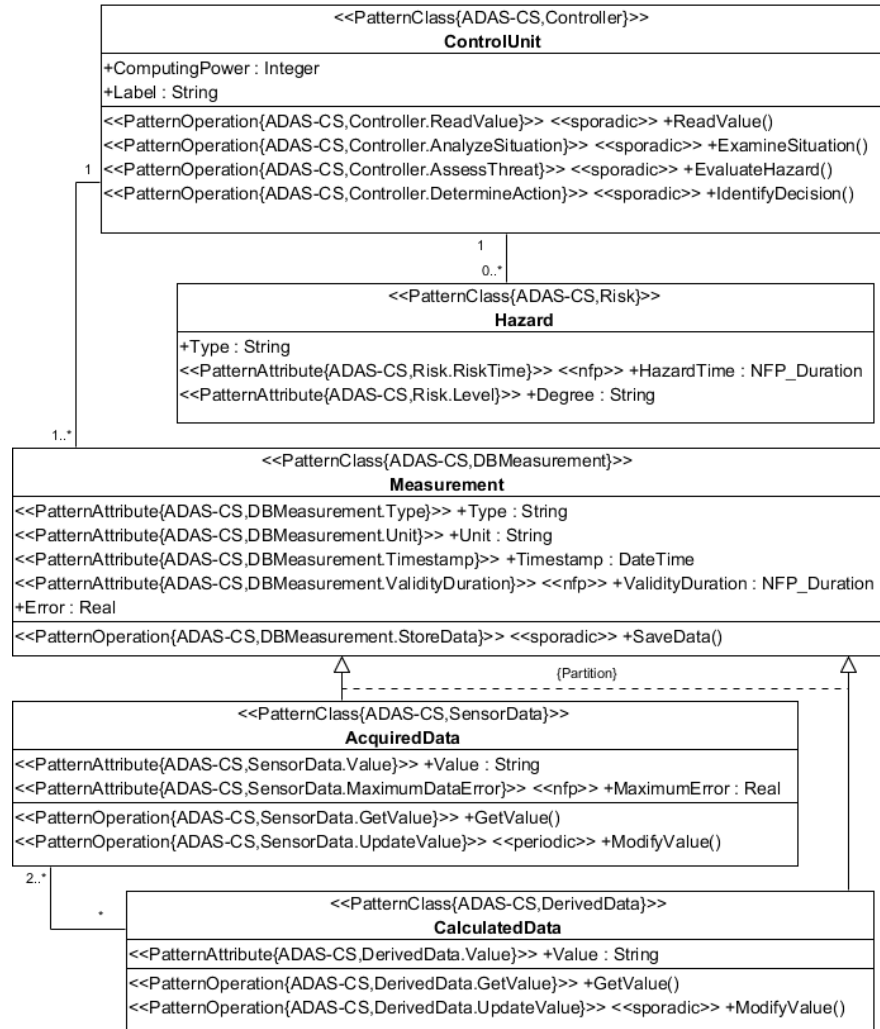 <<PatternClass{ADAS-CS,Controller}>>
ControlUnit
+ComputingPower : Integer
+Label : String
<<PatternOperation{ADAS-CS,Controller.ReadValue}>> <<sporadic>> +ReadValue()
<<PatternOperation{ADAS-CS,Controller.AnalyzeSituation}>> <<sporadic>> +ExamineSituation()
<<PatternOperation{ADAS-CS,Controller.AssessThreat}>> <<sporadic>> +EvaluateHazard()
<<PatternOperation{ADAS-CS,Controller.DetermineAction}>> <<sporadic>> +IdentifyDecision()
1
1
0..*
<<PatternClass{ADAS-CS,Risk}>>
Hazard
+Type : String
<<PatternAttribute{ADAS-CS,Risk.RiskTime}>> <<nfp>> +HazardTime : NFP_Duration
<<PatternAttribute{ADAS-CS,Risk.Level}>> +Degree : String
1..*
<<PatternClass{ADAS-CS,DBMeasurement}>>
Measurement
<<PatternAttribute{ADAS-CS,DBMeasurement.Type}>> +Type : String
<<PatternAttribute{ADAS-CS,DBMeasurement.Unit}>> +Unit : String
<<PatternAttribute{ADAS-CS,DBMeasurement.Timestamp}>> +Timestamp : DateTime
<<PatternAttribute{ADAS-CS,DBMeasurement.ValidityDuration}>> <<nfp>> +ValidityDuration : NFP_Duration
+Error : Real
<<PatternOperation{ADAS-CS,DBMeasurement.StoreData}>> <<sporadic>> +SaveData()
{Partition}
<<PatternClass{ADAS-CS,SensorData}>>
AcquiredData
<<PatternAttribute{ADAS-CS,SensorData.Value}>> +Value : String
<<PatternAttribute{ADAS-CS,SensorData.MaximumDataError}>> <<nfp>> +MaximumError : Real
<<PatternOperation{ADAS-CS,SensorData.GetValue}>> +GetValue()
<<PatternOperation{ADAS-CS,SensorData.UpdateValue}>> <<periodic>> +ModifyValue()
2..*
*
<<PatternClass{ADAS-CS,DerivedData}>>
CalculatedData
<<PatternAttribute{ADAS-CS,DerivedData.Value}>> +Value : String
<<PatternOperation{ADAS-CS,DerivedData.GetValue}>> +GetValue()
<<PatternOperation{ADAS-CS,DerivedData.UpdateValue}>> <<sporadic>> +ModifyValue()